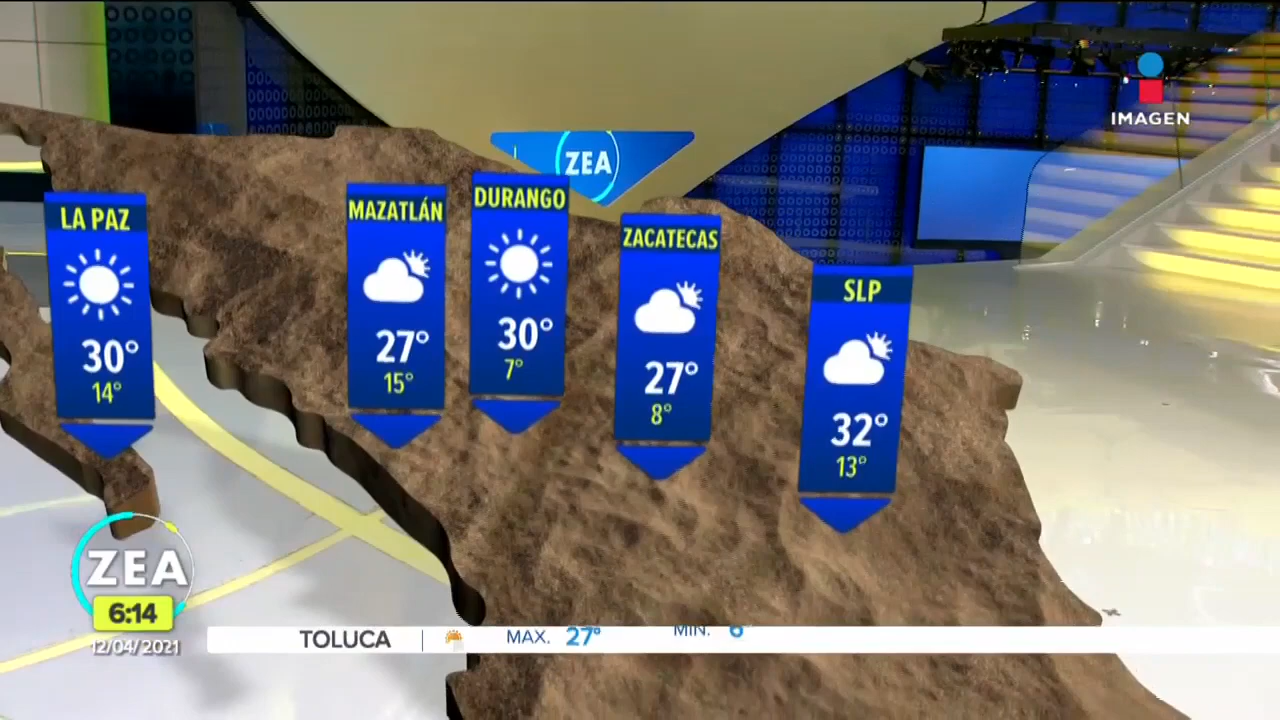 IMAGEN
ZEA
LA PAZ
30°
14°
MAZATLÁN
27°
15°
DURANGO
30°
7°
ZACATECAS
27°
8°
SLP
32°
13°
ZEA
6:14
12/04/2021
TOLUCA MAX. 27° MIN. 6°